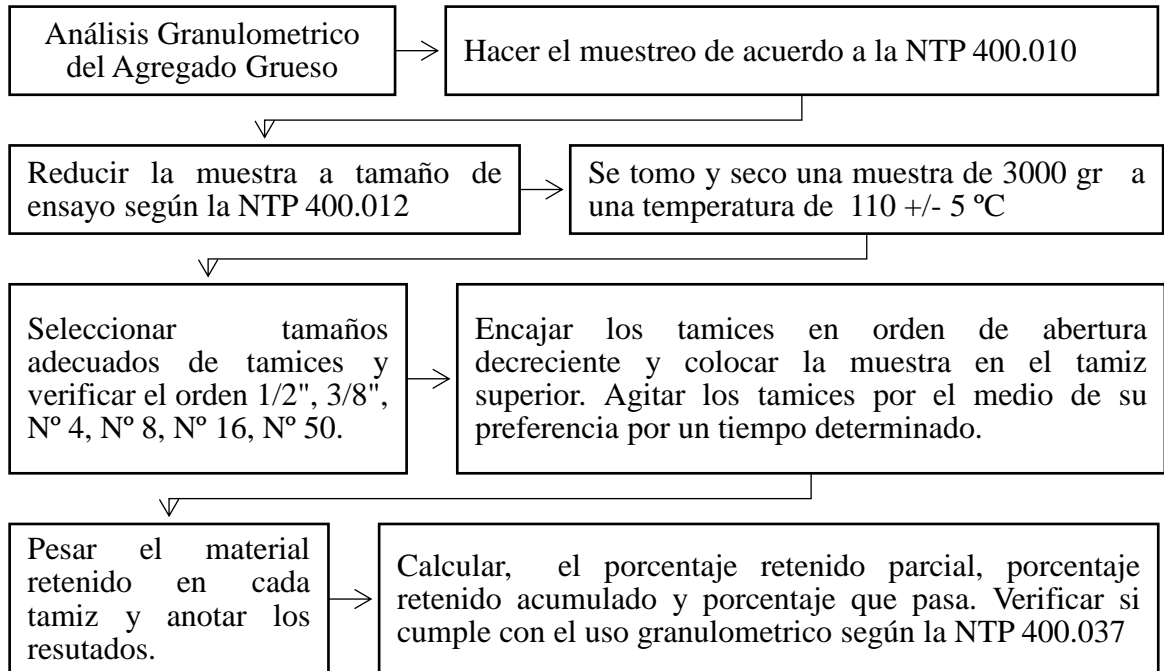 Análisis Granulometrico
del Agregado Grueso
Hacer el muestreo de acuerdo a la NTP 400.010
Reducir la muestra a tamaño de
ensayo según la NTP 400.012
Se tomo y seco una muestra de 3000 gr a
una temperatura de 110 +/- 5 ºC
Seleccionar tamaños
adecuados de tamices y
verificar el orden 1/2", 3/8",
Nº 4, Nº 8, Nº 16, Nº 50.
Encajar los tamices en orden de abertura
decreciente y colocar la muestra en el tamiz
superior. Agitar los tamices por el medio de su
preferencia por un tiempo determinado.
Pesar el material
retenido en cada
tamiz y anotar los
resutados.
Calcular, el porcentaje retenido parcial, porcentaje
retenido acumulado y porcentaje que pasa. Verificar si
cumple con el uso granulometrico según la NTP 400.037